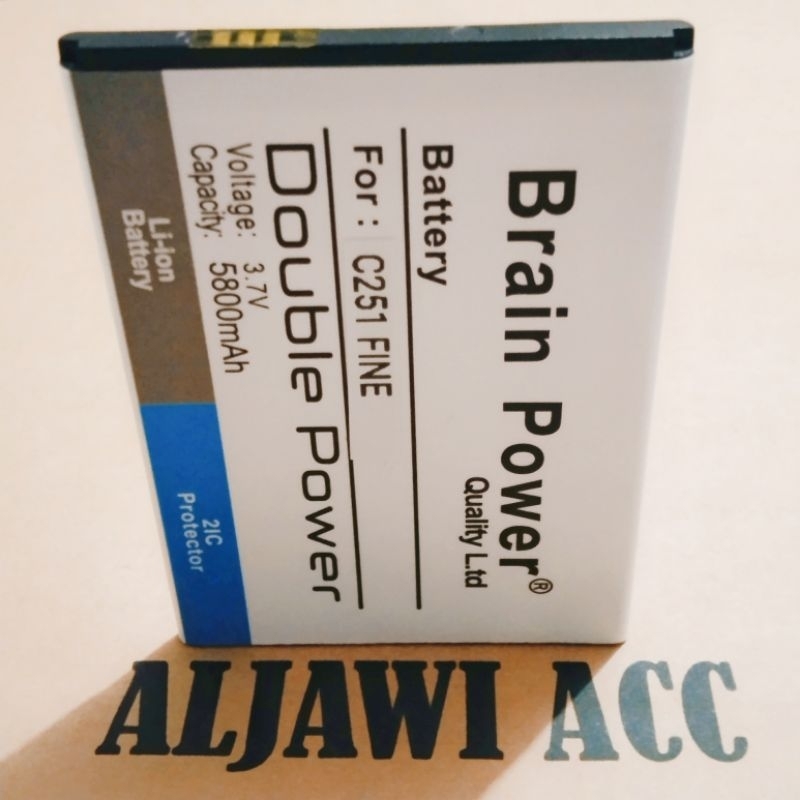 Brain Power®
Quality L.td
Battery
For : C251 FINE
Double Power
Voltage: 3.7V
Capacity: 5800mAh
Li-ion
Battery
2IC
Protector
ALJAWI ACC